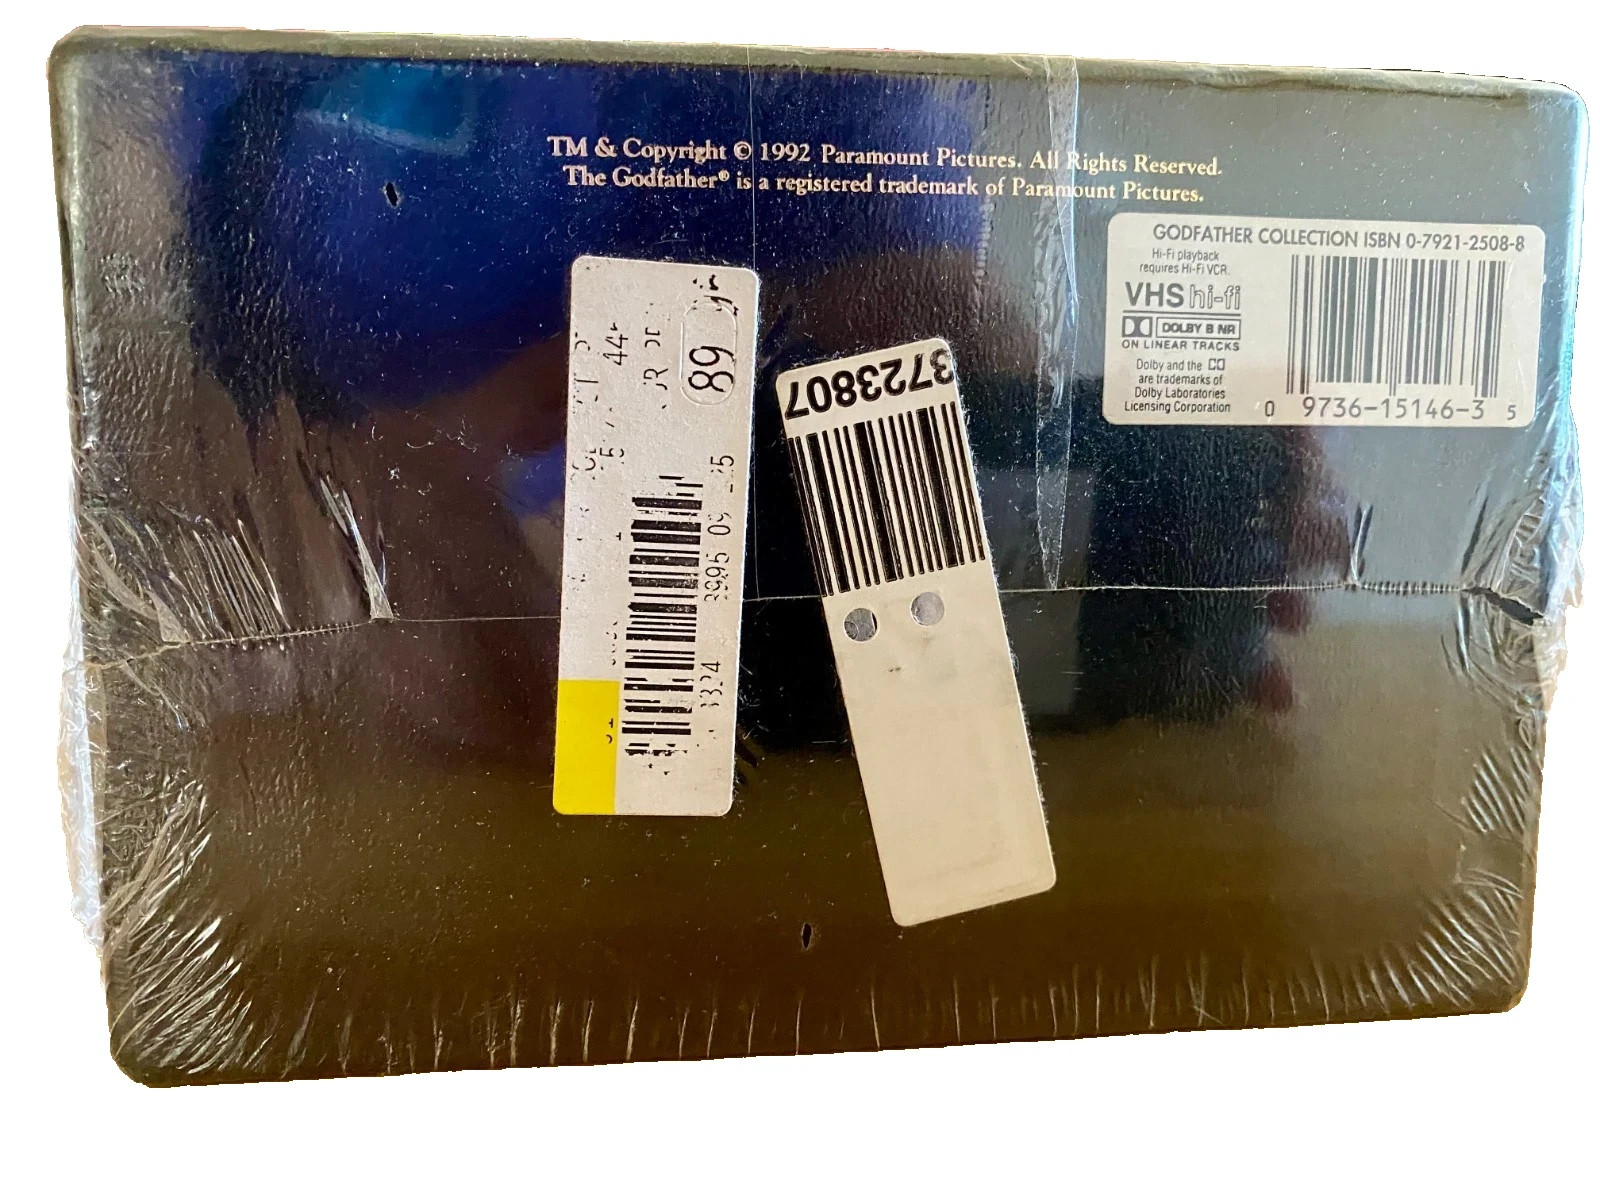 TM & Copyright © 1992 Paramount Pictures. All Rights Reserved.
The Godfather® is a registered trademark of Paramount Pictures.
GODFATHER COLLECTION ISBN 0-7921-2508-8
Hi-Fi playback
requires Hi-Fi VCR.
VHS hi-fi
DOLBY B NR
ON LINEAR TRACKS
Dolby and the
are trademarks of
Dolby Laboratories
Licensing Corporation
0 9736-15146-3 5
89
3723807